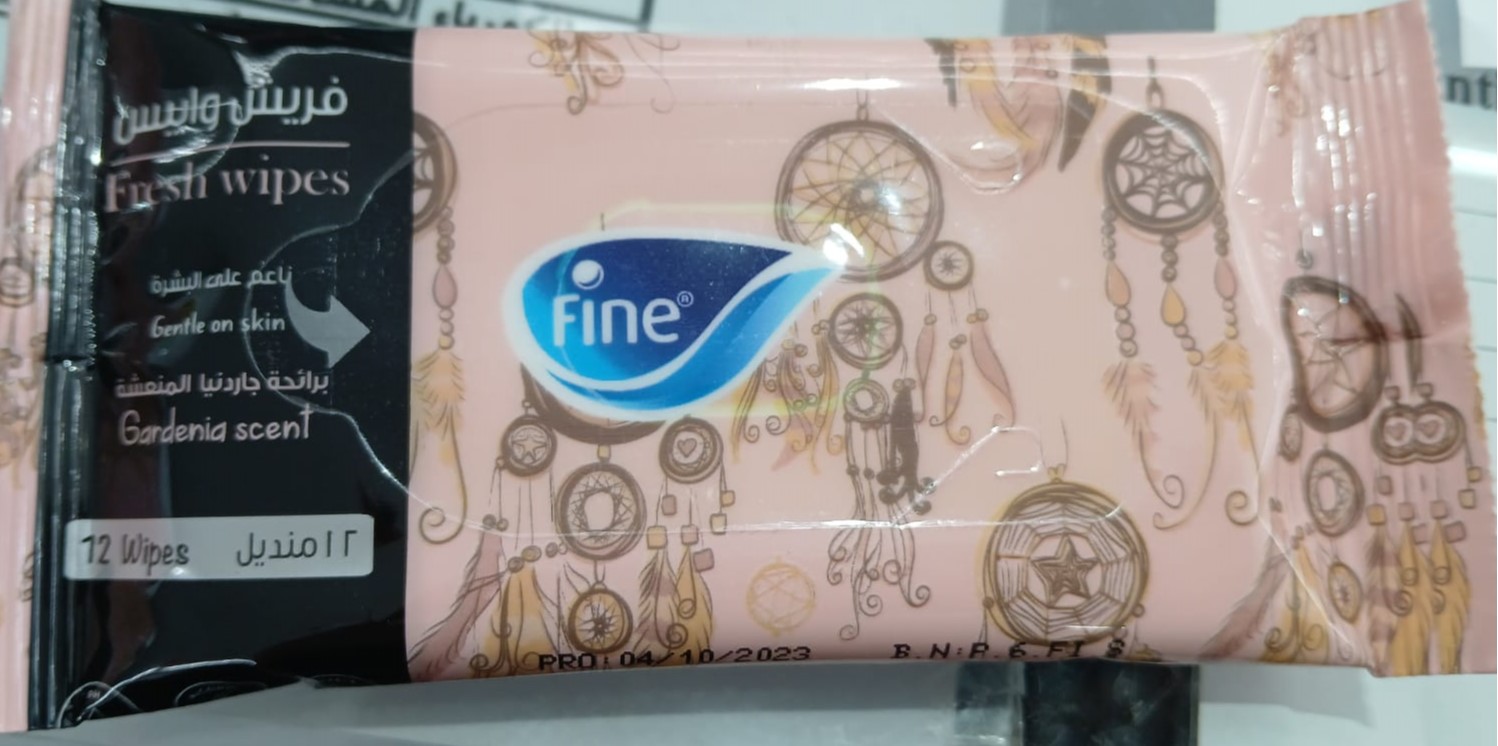 فريش وايبس
Fresh wipes
ناعم على البشرة
Gentle on skin
برائحة جاردنيا المنعشة
Gardenia scent
12 Wipes ١٢ منديل
fine®
PRO: 04/10/2023